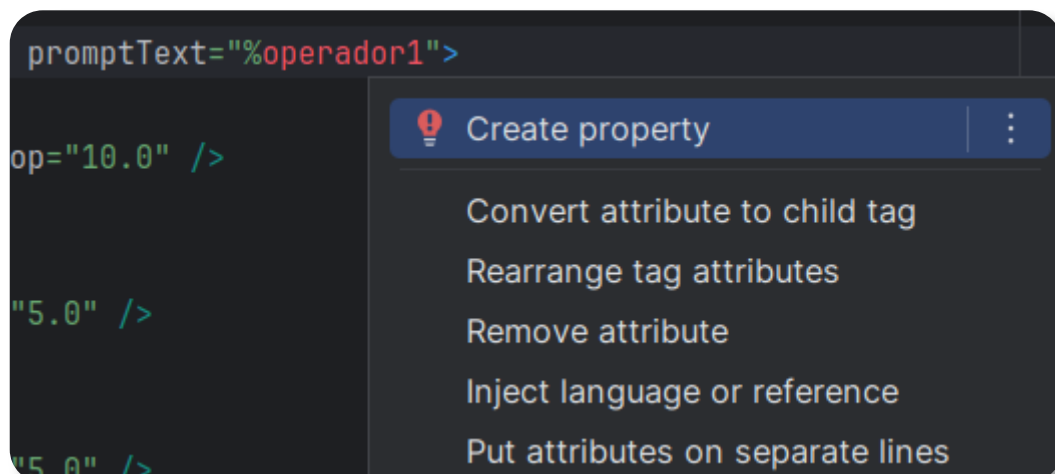 promptText="%operador1">
Create property
op="10.0" />
Convert attribute to child tag
Rearrange tag attributes
"5.0" />
Remove attribute
Inject language or reference
Put attributes on separate lines
"5.0" />